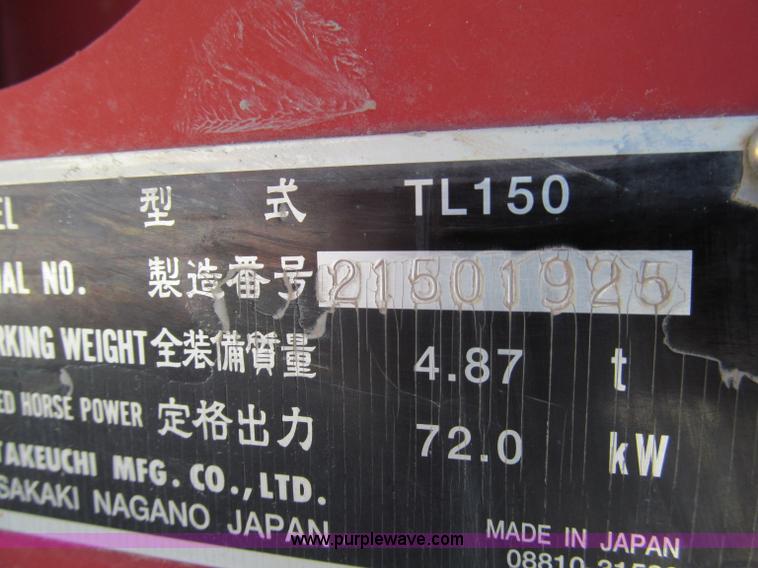 EL 型 式 TL150
AL NO. 製造番号 21501925
RKING WEIGHT 全装備質量 4.87 t
ED HORSE POWER 定格出力 72.0 kW
TAKEUCHI MFG. CO., LTD.
SAKAKI NAGANO JAPAN
MADE IN JAPAN
www.purplewave.com